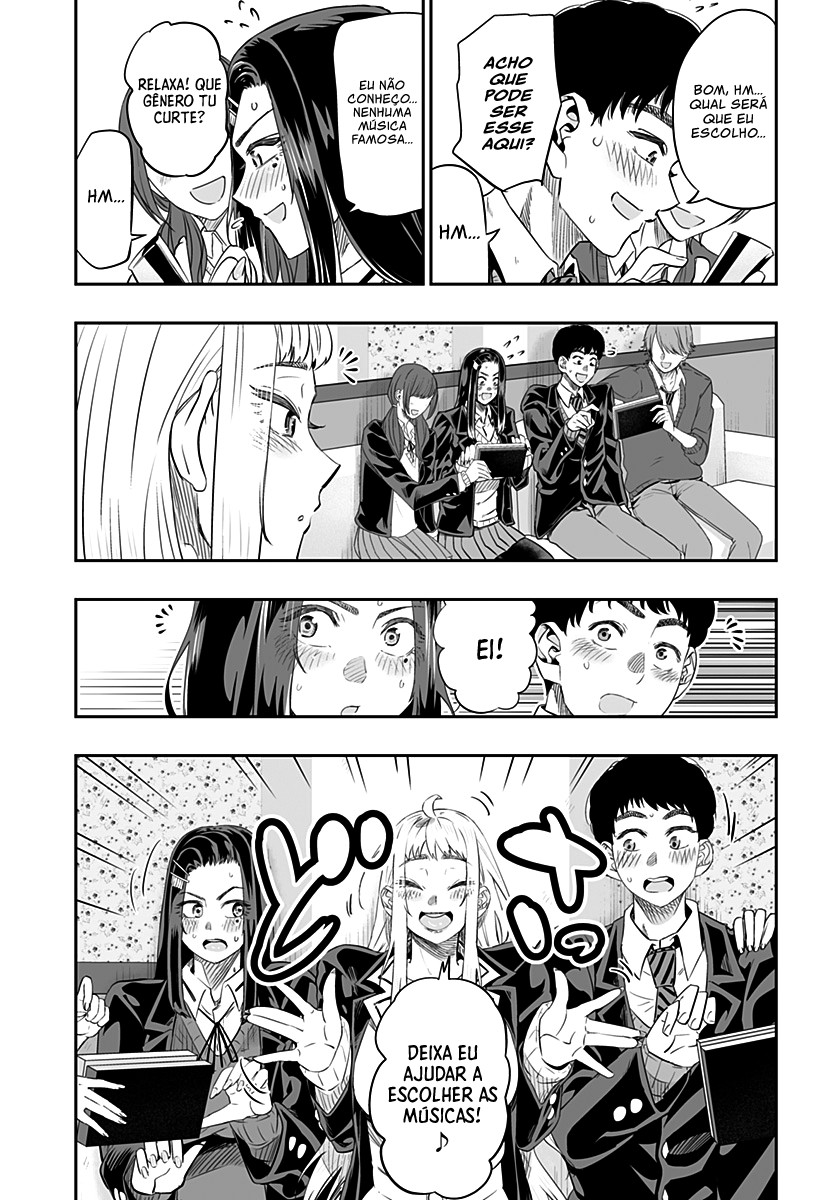 BOM, HM...
QUAL SERÁ
QUE EU
ESCOLHO...
ACHO
QUE
PODE
SER
ESSE
AQUI?
HM...
EU NÃO
CONHEÇO...
NENHUMA
MÚSICA
FAMOSA...
RELAXA! QUE
GÊNERO TU
CURTE?
HM...
EI!
DEIXA EU
AJUDAR A
ESCOLHER AS
MÚSICAS!
♪